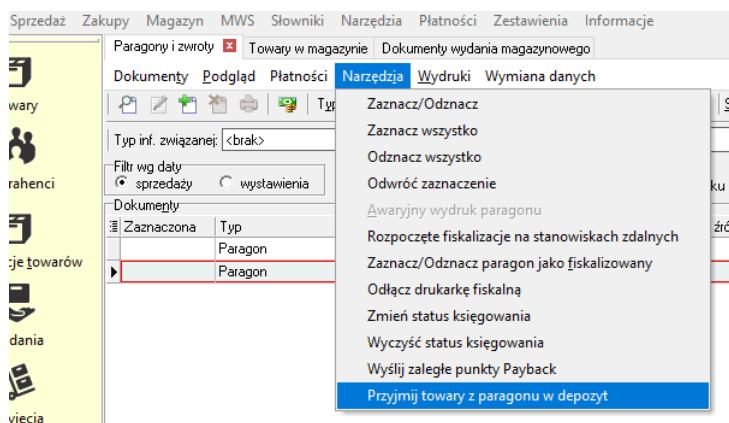 Sprzedaż Zakupy Magazyn MWS Słowniki Narzędzia Płatności Zestawienia Informacje
Paragony i zwroty Towary w magazynie Dokumenty wydania magazynowego
Dokumenty Podgląd Płatności Narzędzia Wydruki Wymiana danych
Typ inf. związanej: <brak>
Filtr wg daty
sprzedaży wystawienia
Dokumenty
Zaznaczona Typ
Paragon
Paragon
Zaznacz/Odznacz
Zaznacz wszystko
Odznacz wszystko
Odwróć zaznaczenie
Awaryjny wydruk paragonu
Rozpoczęte fiskalizacje na stanowiskach zdalnych
Zaznacz/Odznacz paragon jako fiskalizowany
Odłącz drukarkę fiskalną
Zmień status księgowania
Wyczyść status księgowania
Wyślij zaległe punkty Payback
Przyjmij towary z paragonu w depozyt
wary
rahenci
cje towarów
dania